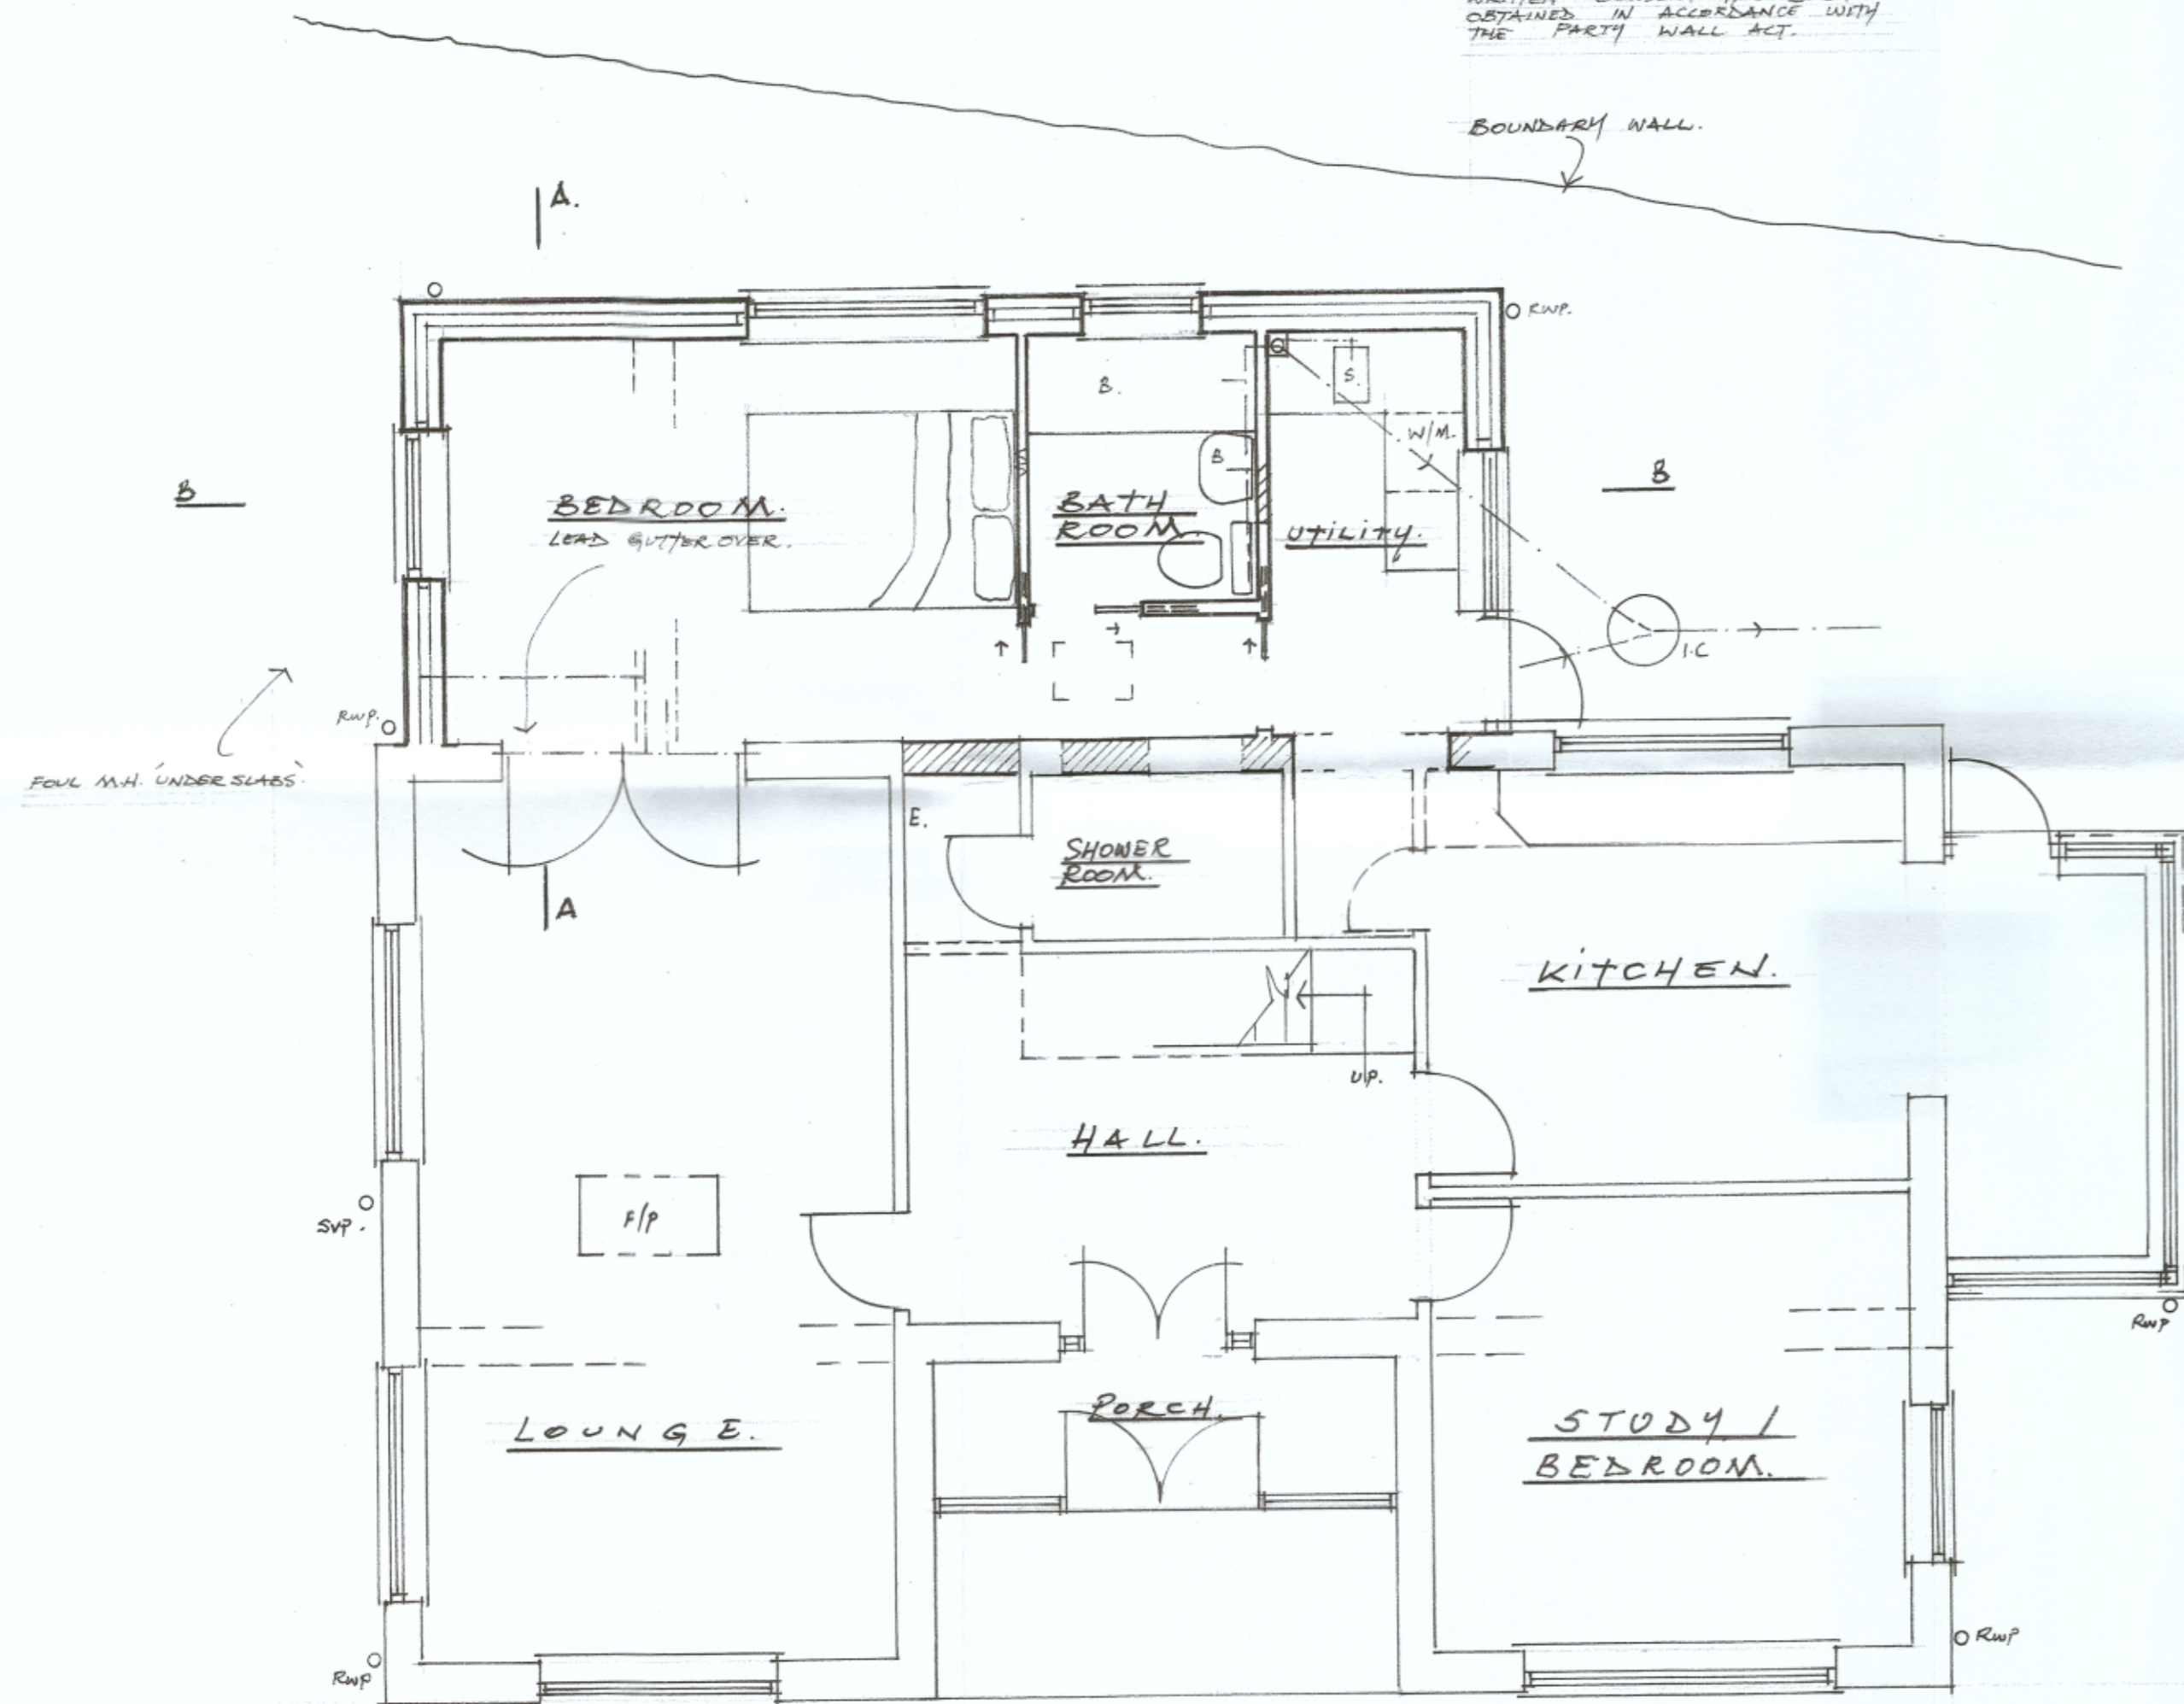 OBTAINED IN ACCORDANCE WITH
THE PARTY WALL ACT.
BOUNDARY WALL.
A.
RWP.
B.
S.
W/M.
B
B
B
BEDROOM.
LEAD GUTTER OVER.
BATH
ROOM.
UTILITY.
I.C
RWP.
FOUL M.H. 'UNDER SLABS'
E.
SHOWER
ROOM.
A
KITCHEN.
UP.
HALL.
F/P
SVP.
RWP
PORCH.
LOUNGE.
STUDY /
BEDROOM.
RWP
RWP